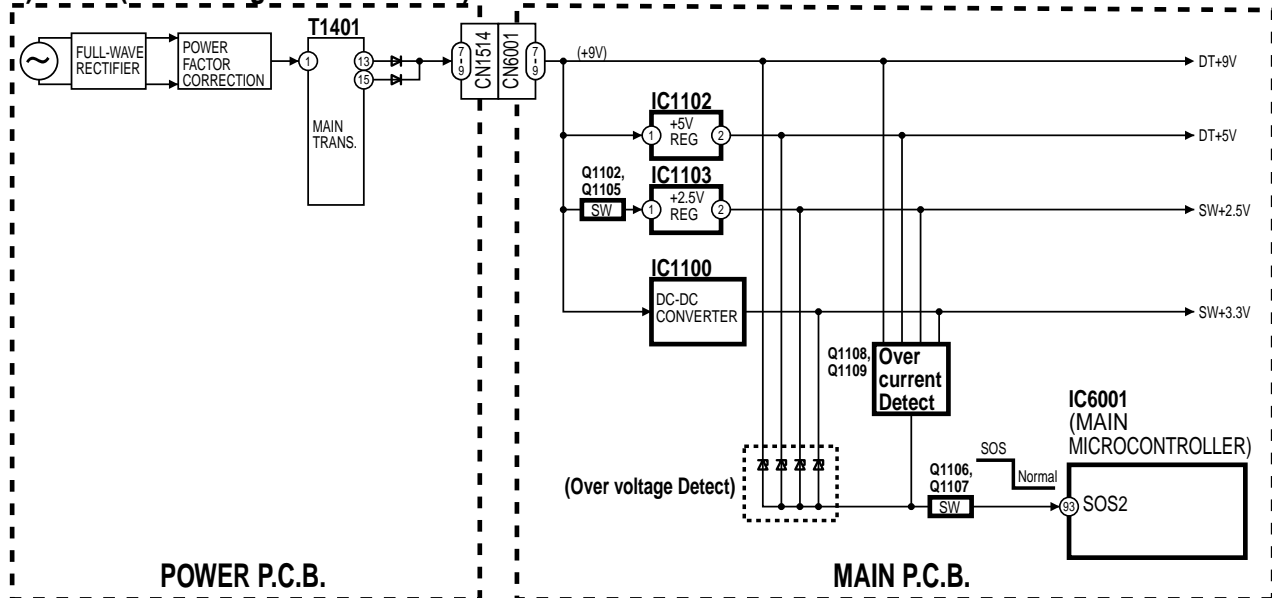 T1401
FULL-WAVE
RECTIFIER
POWER
FACTOR
CORRECTION
1
13
15
MAIN
TRANS.
7
9
CN1514
CN6001
7
9
(+9V)
DT+9V
IC1102
1
+5V
REG
2
DT+5V
Q1102,
Q1105
SW
IC1103
1
+2.5V
REG
2
SW+2.5V
IC1100
DC-DC
CONVERTER
SW+3.3V
Q1108,
Q1109
Over
current
Detect
IC6001
(MAIN
MICROCONTROLLER)
SOS
Normal
(Over voltage Detect)
Q1106,
Q1107
SW
93
SOS2
POWER P.C.B.
MAIN P.C.B.